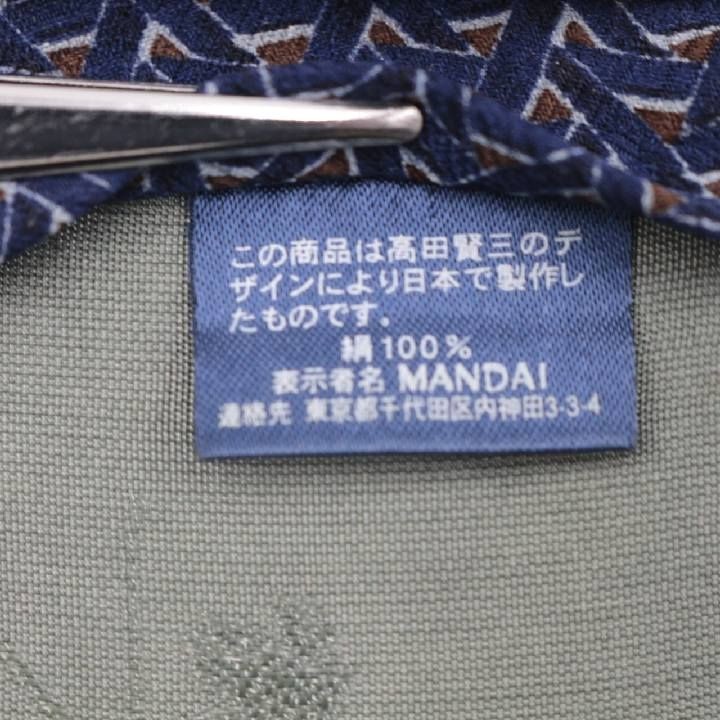 この商品は高田賢三のデ
ザインにより日本で製作し
たものです.
絹100%
表示者名 MANDAI
連絡先 東京都千代田区内神田3-3-4